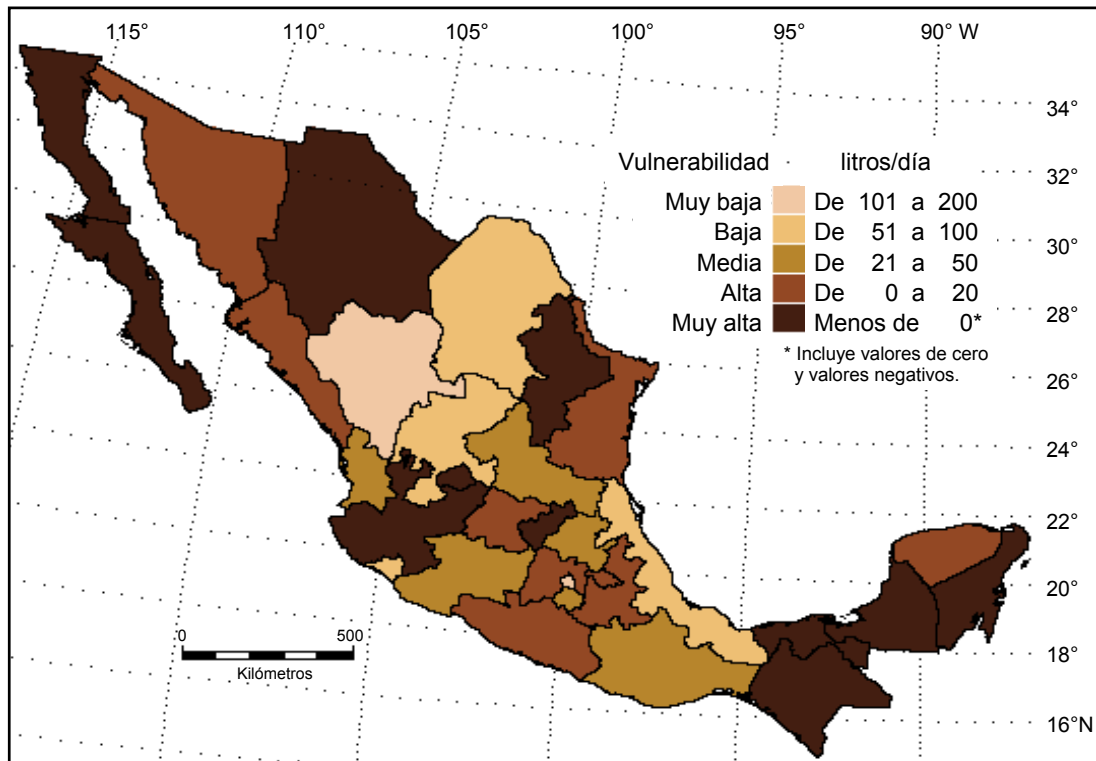 115° 110° 105° 100° 95° 90° W
34°
Vulnerabilidad litros/día
32°
Muy baja De 101 a 200
Baja De 51 a 100
30°
Media De 21 a 50
Alta De 0 a 20
28°
Muy alta Menos de 0*
* Incluye valores de cero
y valores negativos.
26°
24°
22°
20°
0 500
Kilómetros
18°
16°N